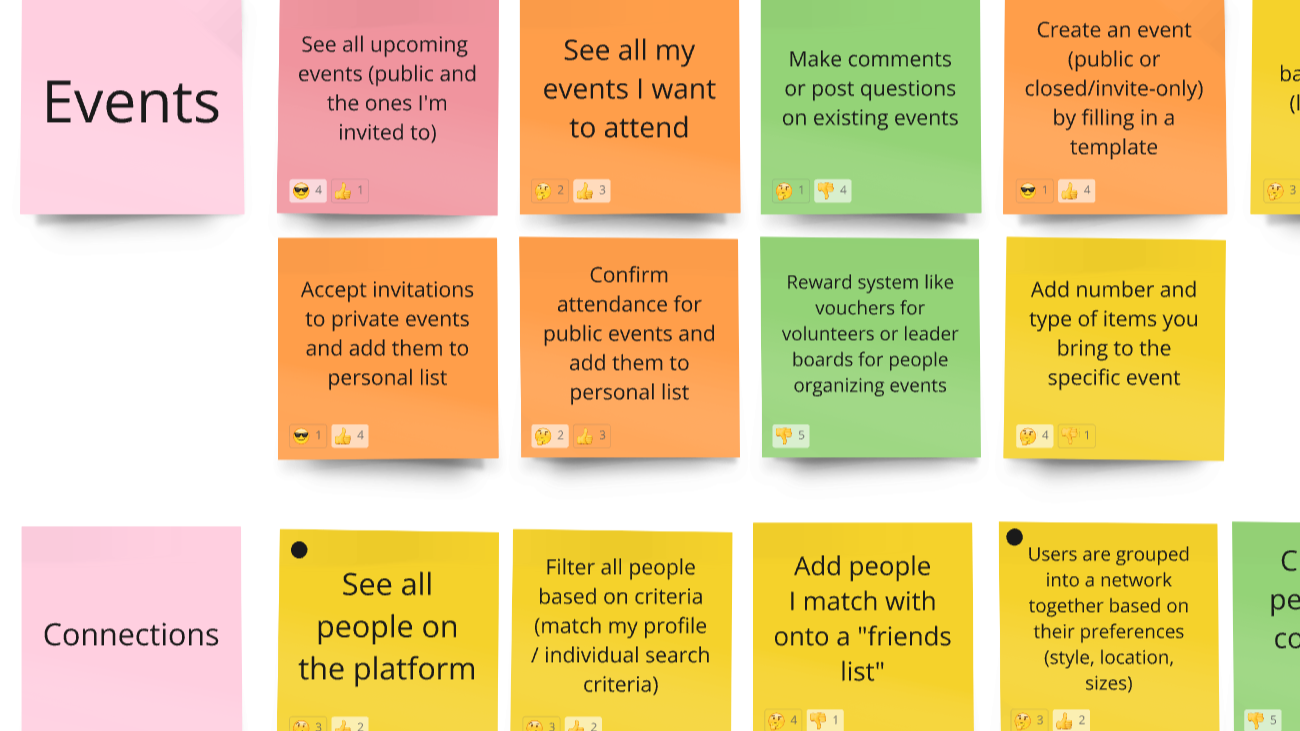 Events
See all upcoming
events (public and
the ones I'm
invited to)
4 1
See all my
events I want
to attend
2 3
Make comments
or post questions
on existing events
1 4
Create an event
(public or
closed/invite-only)
by filling in a
template
1 4
3
Accept invitations
to private events
and add them to
personal list
1 4
Confirm
attendance for
public events and
add them to
personal list
2 3
Reward system like
vouchers for
volunteers or leader
boards for people
organizing events
5
Add number and
type of items you
bring to the
specific event
4 1
Connections
See all
people on
the platform
3 2
Filter all people
based on criteria
(match my profile
/ individual search
criteria)
3 2
Add people
I match with
onto a "friends
list"
4 1
Users are grouped
into a network
together based on
their preferences
(style, location,
sizes)
3 2
5